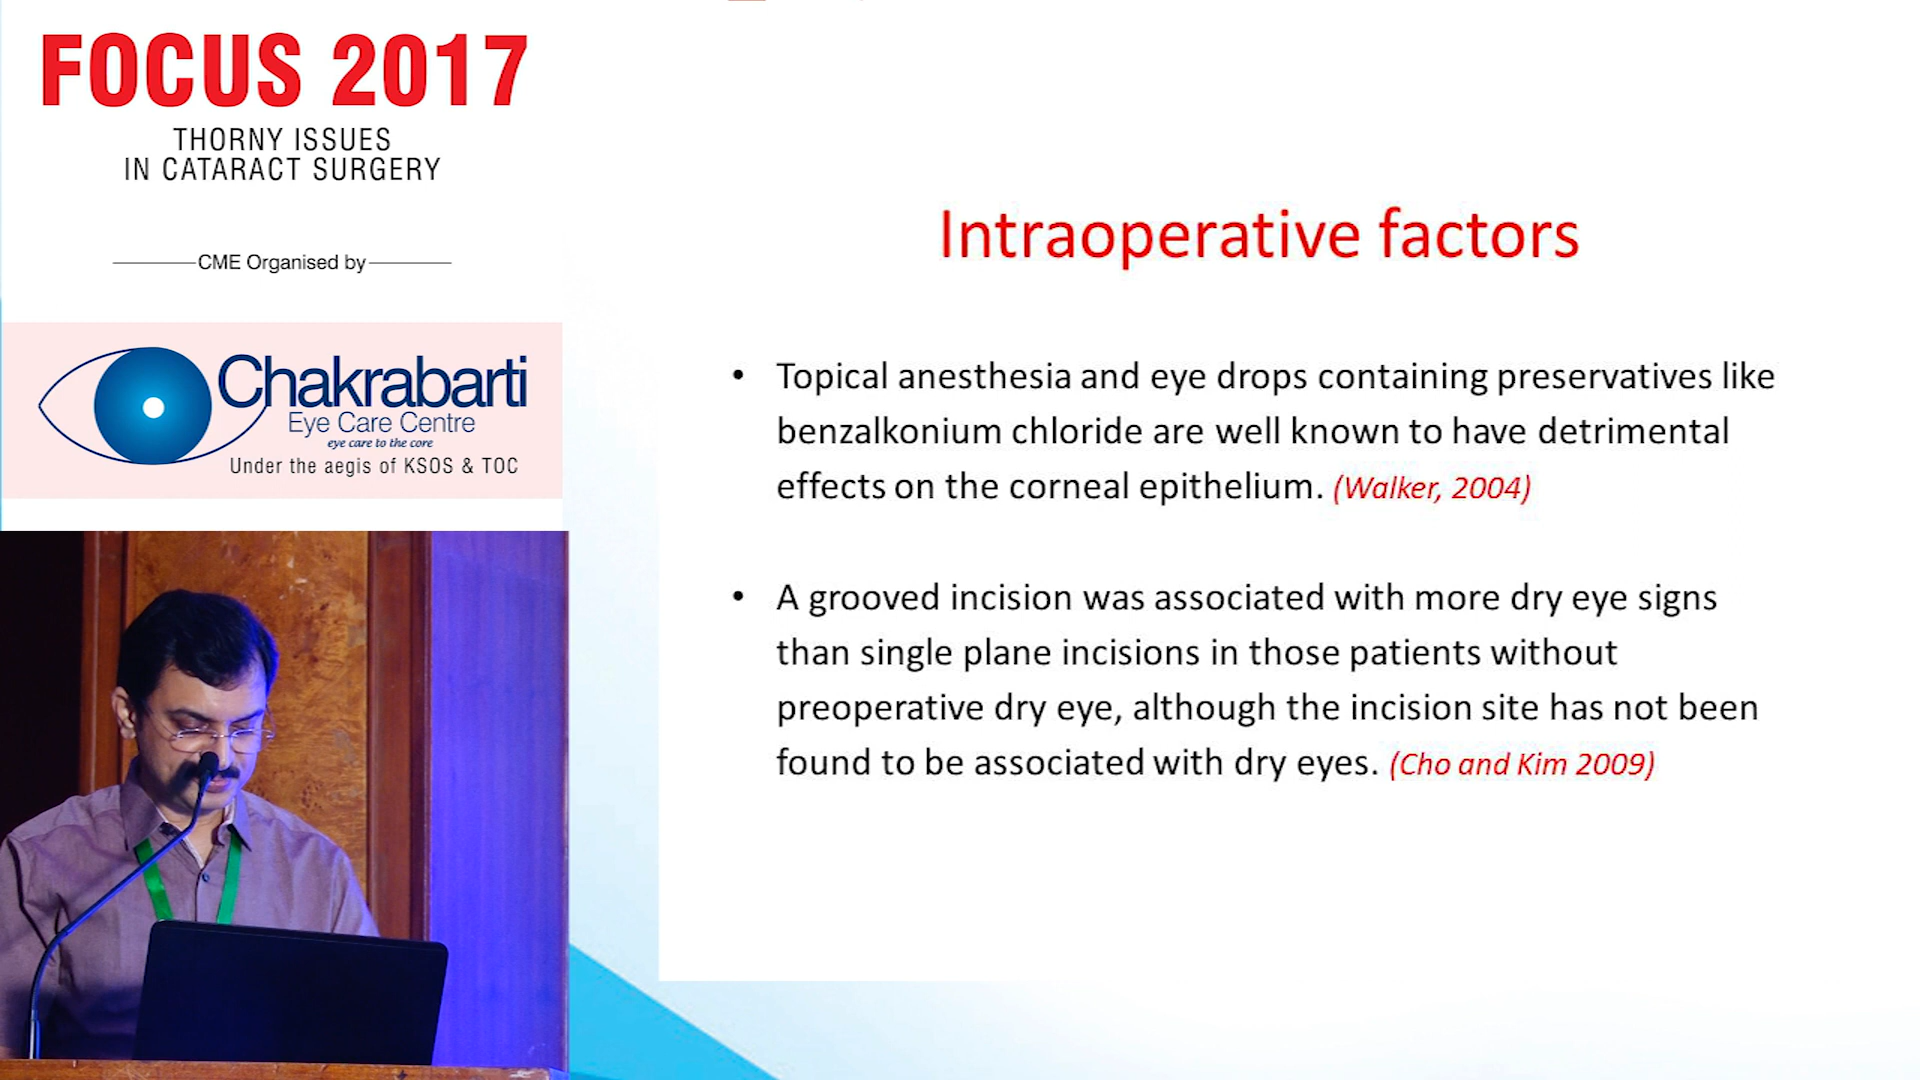 FOCUS 2017
THORNY ISSUES
IN CATARACT SURGERY
CME Organised by
Chakrabarti
Eye Care Centre
eye care to the core
Under the aegis of KSOS & TOC
Intraoperative factors
• Topical anesthesia and eye drops containing preservatives like
benzalkonium chloride are well known to have detrimental
effects on the corneal epithelium. (Walker, 2004)
• A grooved incision was associated with more dry eye signs
than single plane incisions in those patients without
preoperative dry eye, although the incision site has not been
found to be associated with dry eyes. (Cho and Kim 2009)